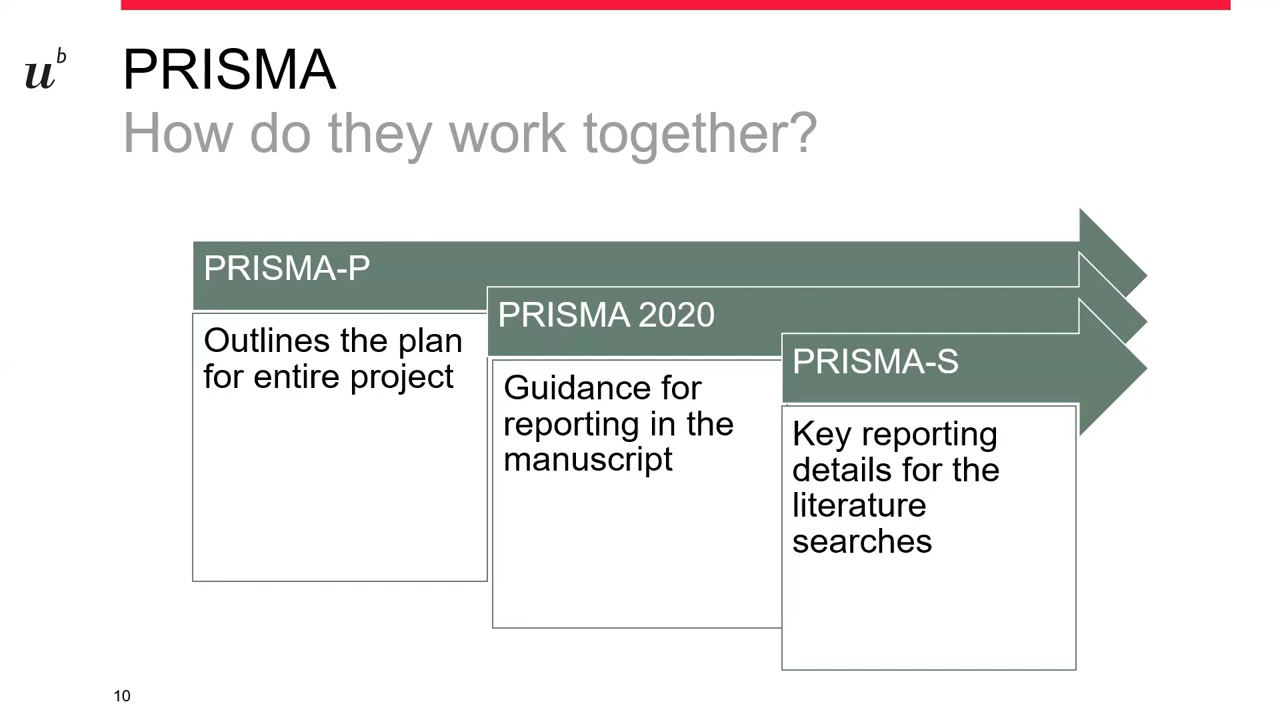 u b
PRISMA
How do they work together?
PRISMA-P
Outlines the plan
for entire project
PRISMA 2020
Guidance for
reporting in the
manuscript
PRISMA-S
Key reporting
details for the
literature
searches
10